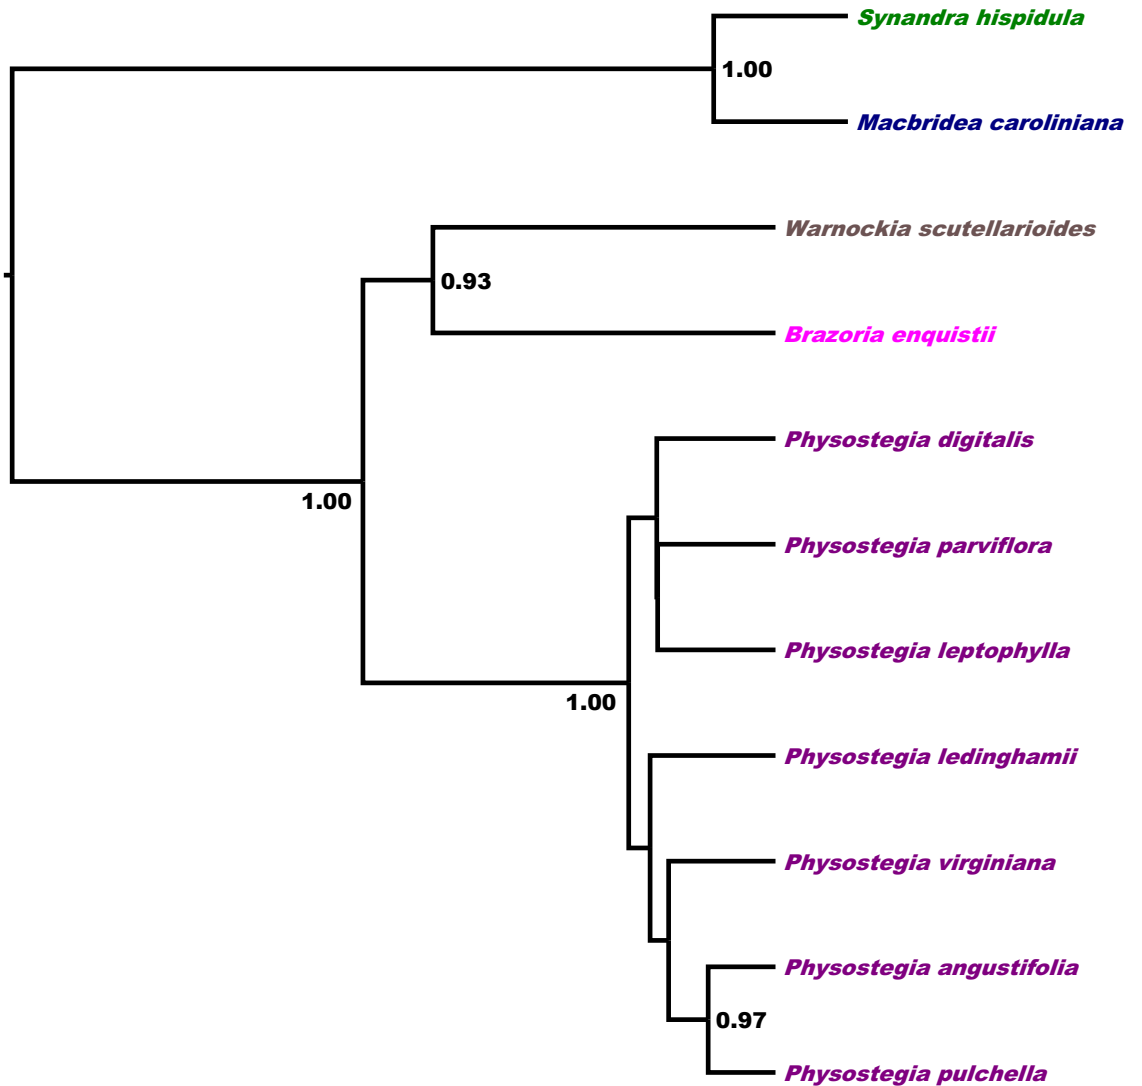 Synandra hispidula
1.00
Macbridea caroliniana
Warnockia scutellarioides
0.93
Brazoria enquistii
Physostegia digitalis
1.00
Physostegia parviflora
Physostegia leptophylla
1.00
Physostegia ledinghamii
Physostegia virginiana
Physostegia angustifolia
0.97
Physostegia pulchella